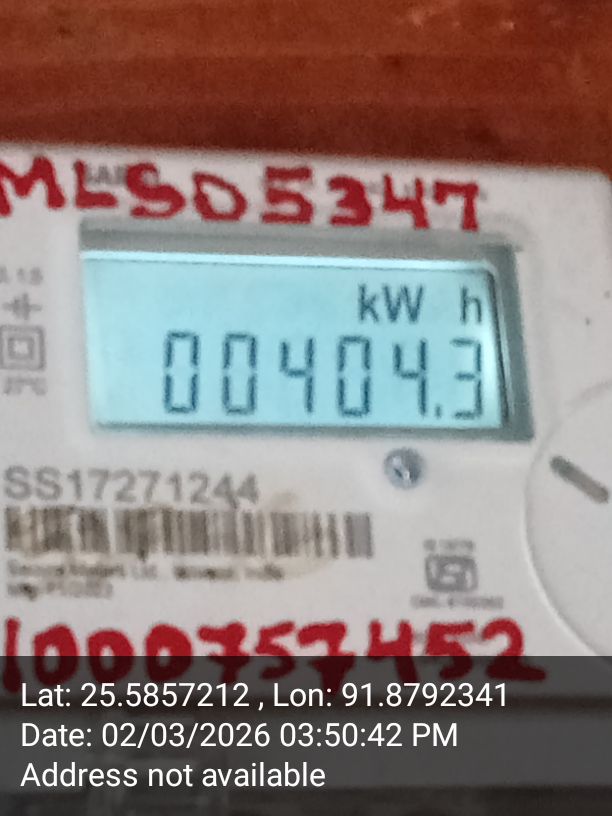 MLSD5347
kW h
00404.3
SS17271244
1000757452
Lat: 25.5857212 , Lon: 91.8792341
Date: 02/03/2026 03:50:42 PM
Address not available